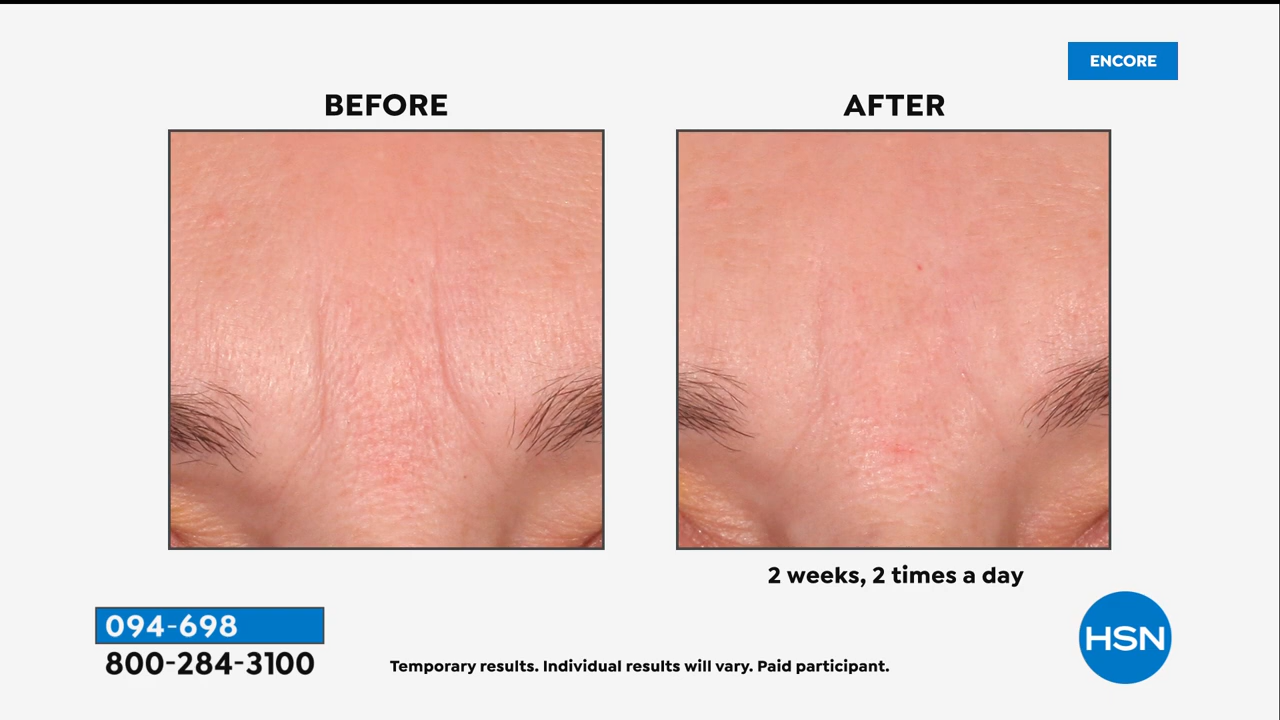 ENCORE
BEFORE
AFTER
2 weeks, 2 times a day
094-698
800-284-3100
Temporary results. Individual results will vary. Paid participant.
HSN